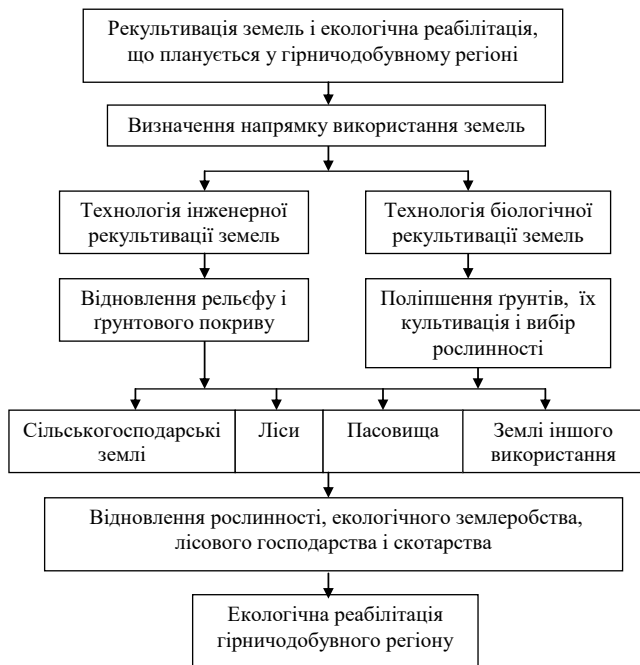 Рекультивація земель і екологічна реабілітація,
що планується у гірничодобувному регіоні
Визначення напрямку використання земель
Технологія інженерної
рекультивації земель
Технологія біологічної
рекультивації земель
Відновлення рельєфу і
ґрунтового покриву
Поліпшення ґрунтів, їх
культивація і вибір
рослинності
Сільськогосподарські
землі
Ліси
Пасовища
Землі іншого
використання
Відновлення рослинності, екологічного землеробства,
лісового господарства і скотарства
Екологічна реабілітація
гірничодобувного регіону